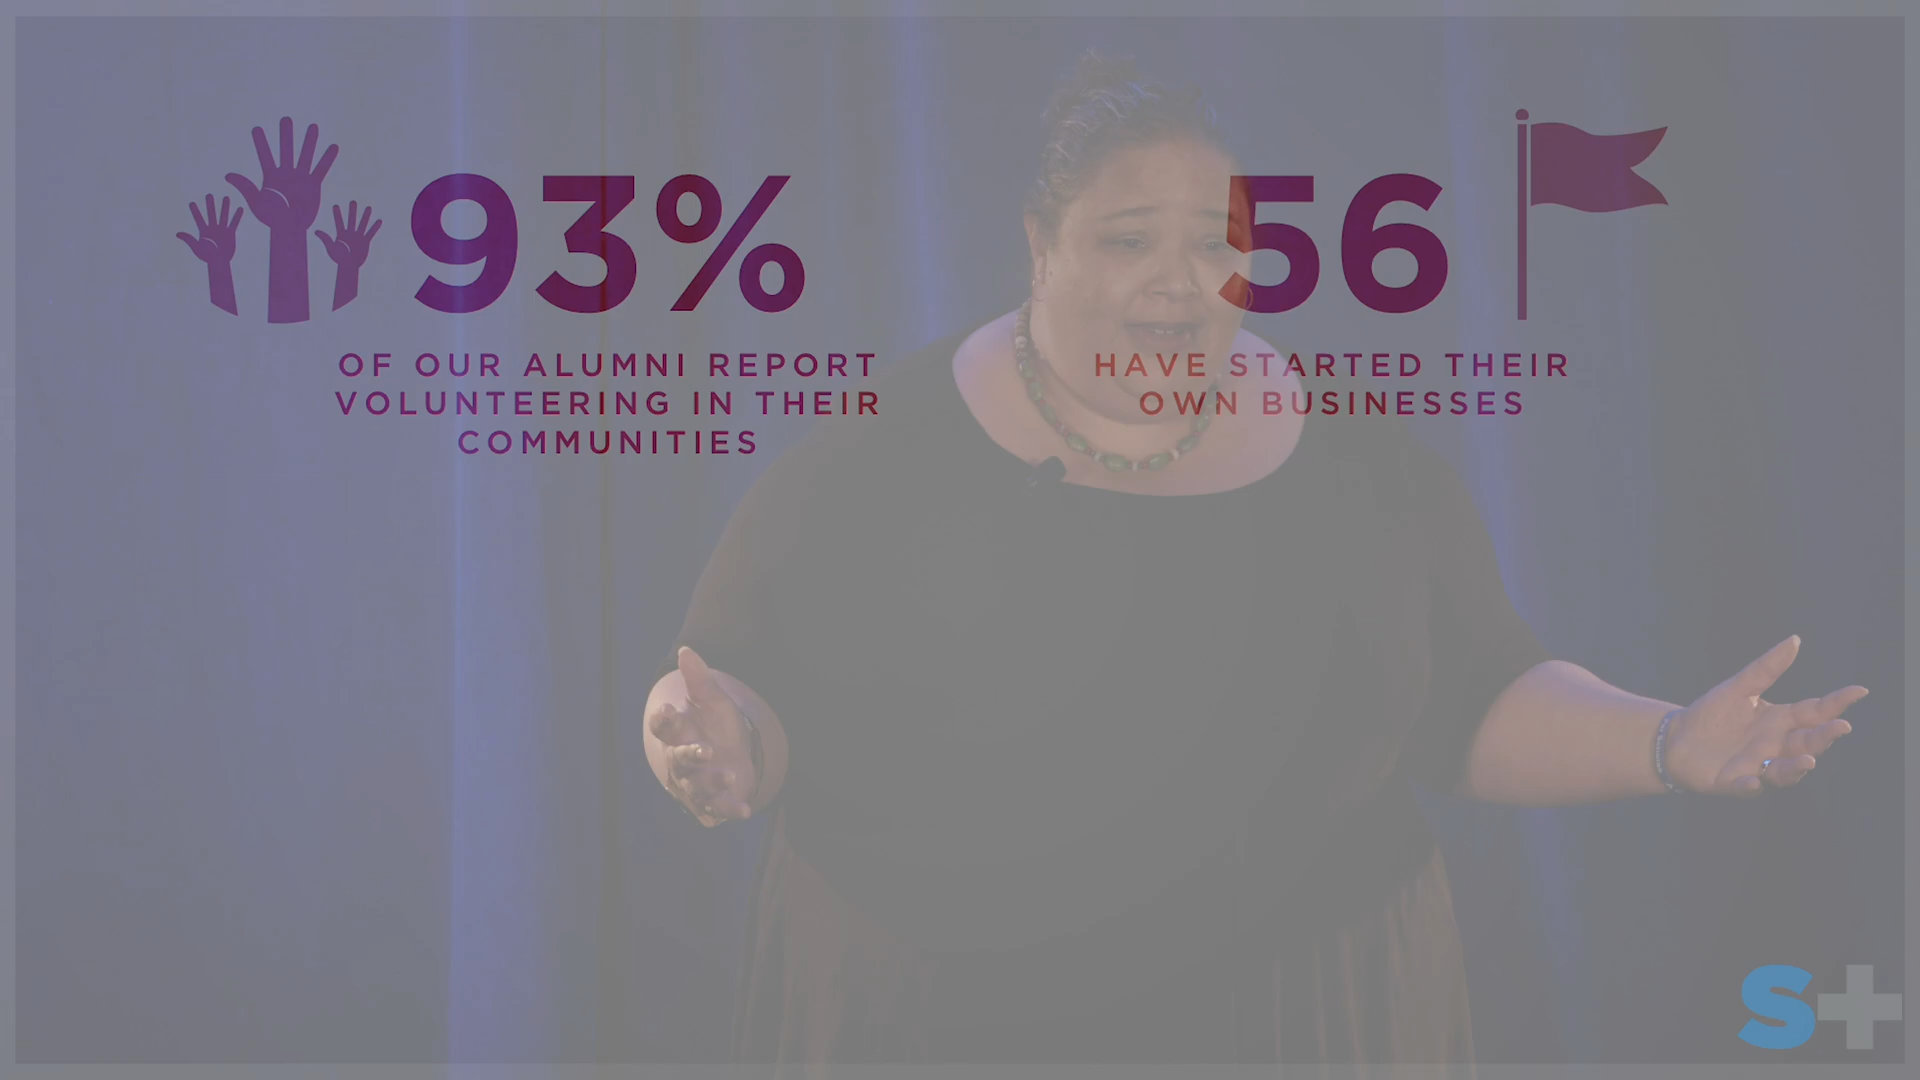 93%
OF OUR ALUMNI REPORT
VOLUNTEERING IN THEIR
COMMUNITIES
56
HAVE STARTED THEIR
OWN BUSINESSES
S+